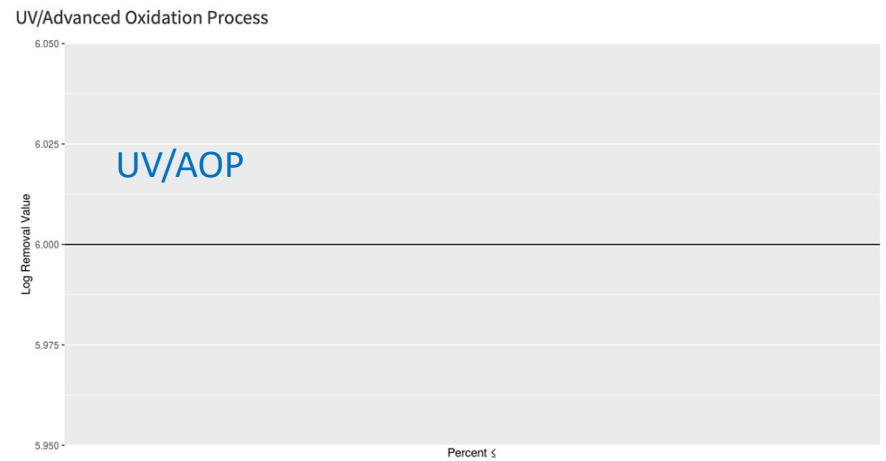 UV/Advanced Oxidation Process
6.050
6.025
UV/AOP
Log Removal Value
6.000
5.975
5.950
Percent ≤